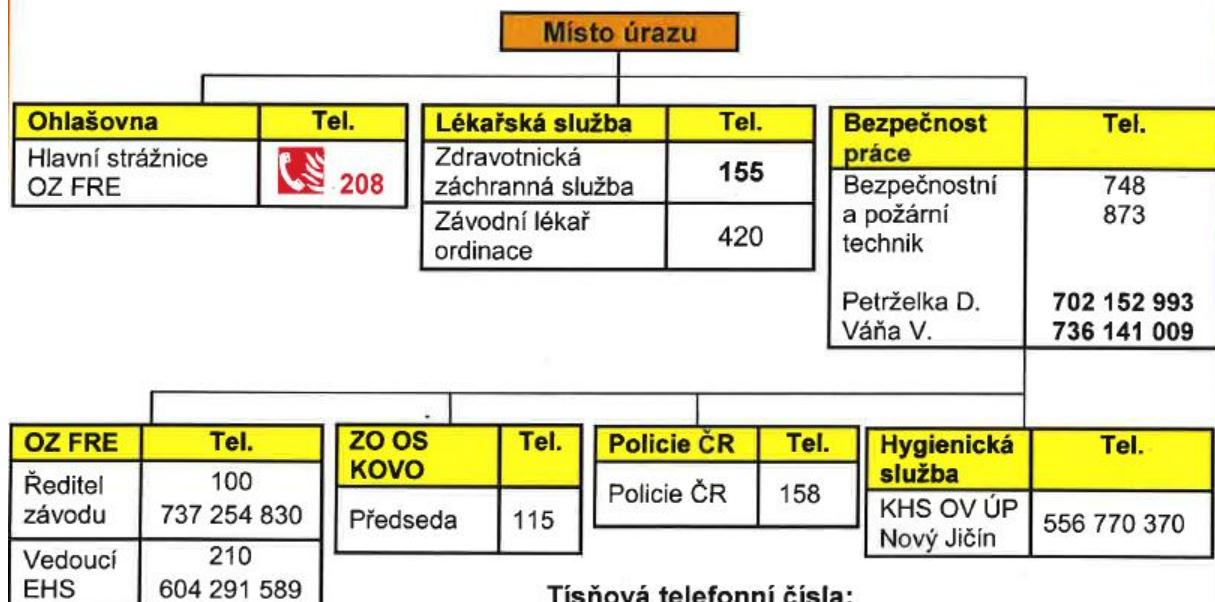 Místo úrazu
Ohlašovna Tel.
Hlavní strážnice
OZ FRE
208
Lékařská služba Tel.
Zdravotnická
záchranná služba
155
Závodní lékař
ordinace
420
Bezpečnost
práce
Tel.
Bezpečnostní 748
a požární 873
technik
Petrželka D. 702 152 993
Váňa V. 736 141 009
OZ FRE Tel.
Ředitel 100
závodu 737 254 830
Vedoucí 210
EHS 604 291 589
ZO OS
KOVO
Tel.
Předseda 115
Policie ČR Tel.
Policie ČR 158
Hygienická
služba
Tel.
KHS OV ÚP
Nový Jičín
556 770 370
Tísňová telefonní čísla: